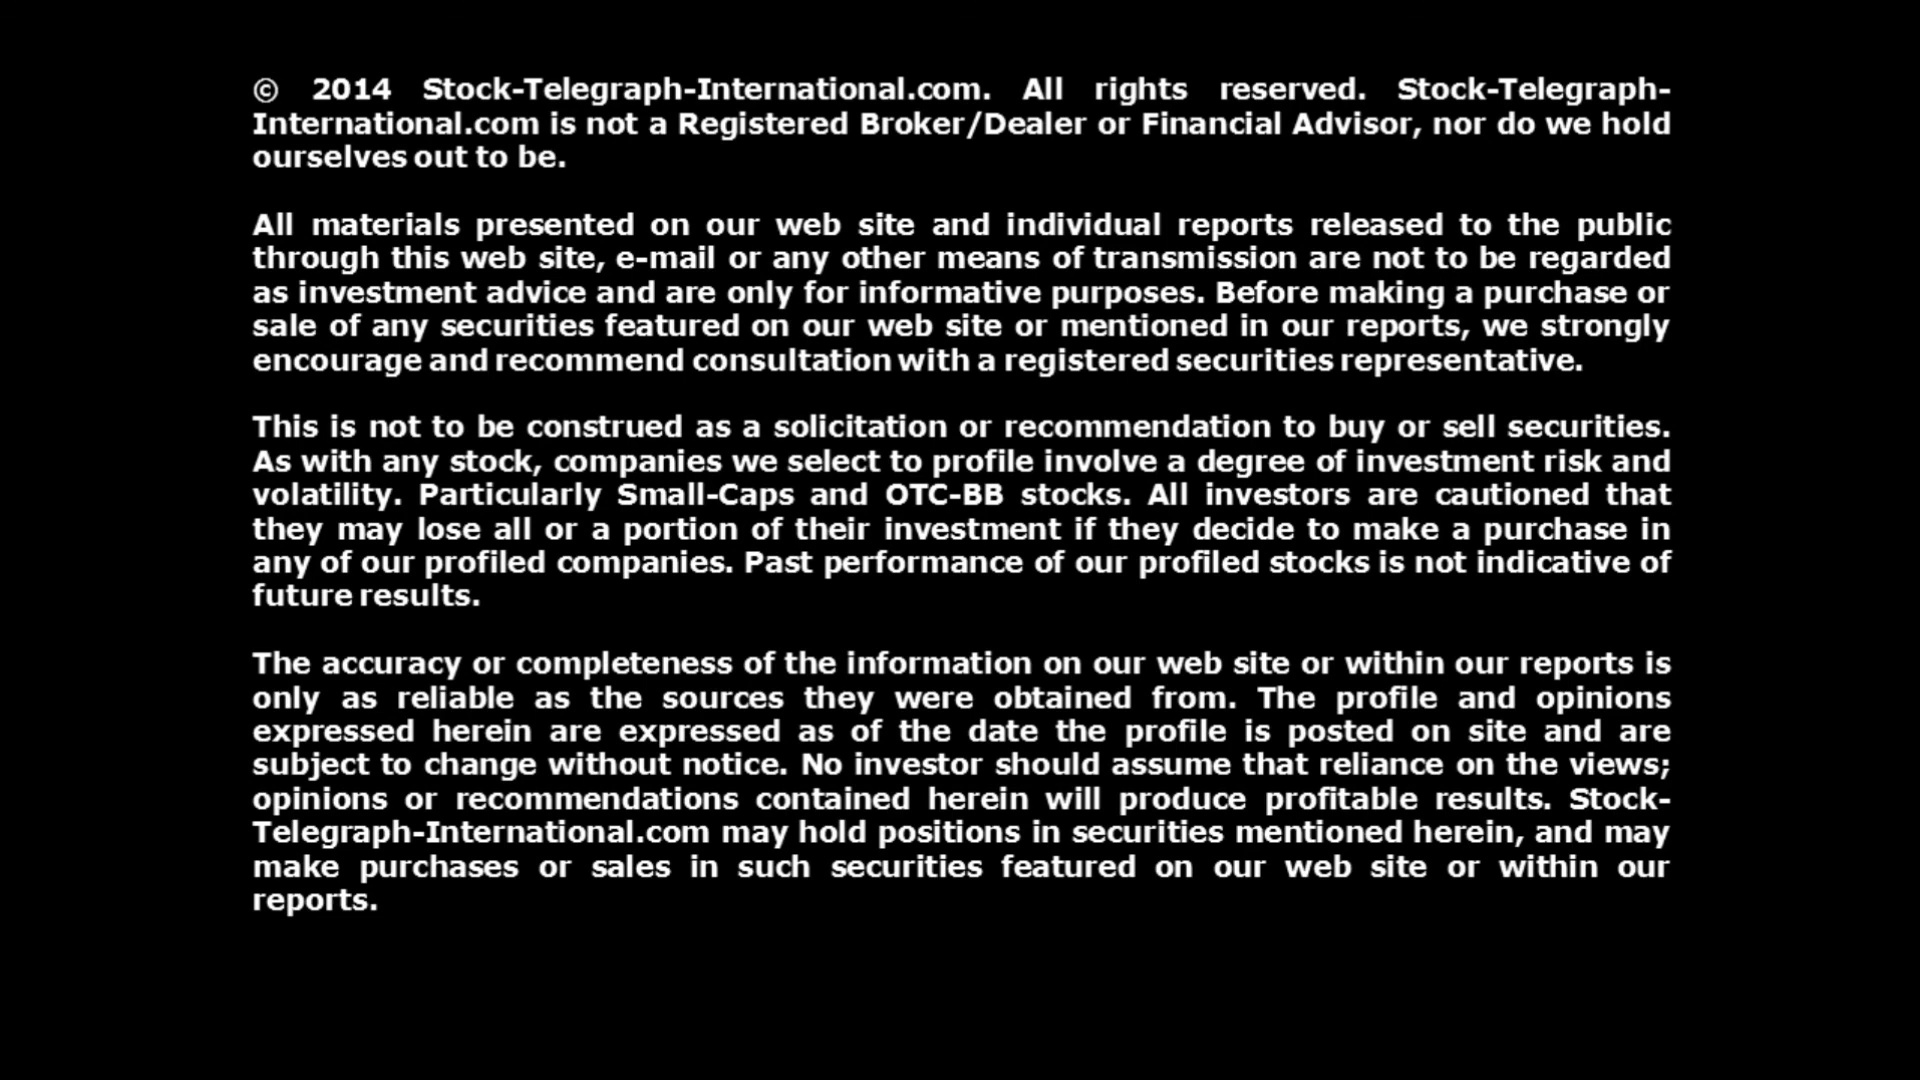 © 2014 Stock-Telegraph-International.com. All rights reserved. Stock-Telegraph-
International.com is not a Registered Broker/Dealer or Financial Advisor, nor do we hold
ourselves out to be.
All materials presented on our web site and individual reports released to the public
through this web site, e-mail or any other means of transmission are not to be regarded
as investment advice and are only for informative purposes. Before making a purchase or
sale of any securities featured on our web site or mentioned in our reports, we strongly
encourage and recommend consultation with a registered securities representative.
This is not to be construed as a solicitation or recommendation to buy or sell securities.
As with any stock, companies we select to profile involve a degree of investment risk and
volatility. Particularly Small-Caps and OTC-BB stocks. All investors are cautioned that
they may lose all or a portion of their investment if they decide to make a purchase in
any of our profiled companies. Past performance of our profiled stocks is not indicative of
future results.
The accuracy or completeness of the information on our web site or within our reports is
only as reliable as the sources they were obtained from. The profile and opinions
expressed herein are expressed as of the date the profile is posted on site and are
subject to change without notice. No investor should assume that reliance on the views;
opinions or recommendations contained herein will produce profitable results. Stock-
Telegraph-International.com may hold positions in securities mentioned herein, and may
make purchases or sales in such securities featured on our web site or within our
reports.